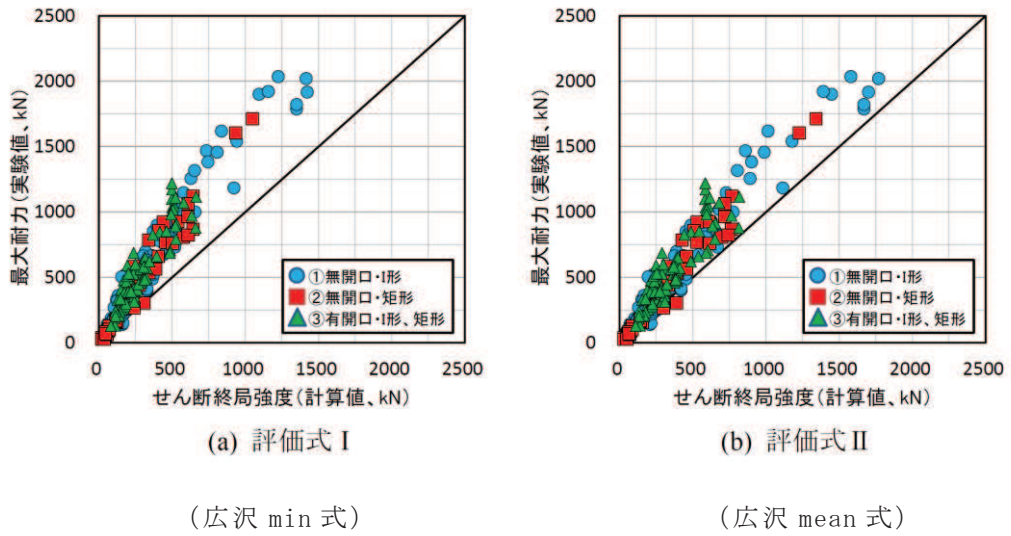 最大耐力(実験値、kN)
2500
2000
1500
1000
500
0
①無開口・I形
②無開口・矩形
③有開口・I形、矩形
0 500 1000 1500 2000 2500
せん断終局強度(計算値、kN)
(a) 評価式 I
(広沢 min 式)
最大耐力(実験値、kN)
2500
2000
1500
1000
500
0
①無開口・I形
②無開口・矩形
③有開口・I形、矩形
0 500 1000 1500 2000 2500
せん断終局強度(計算値、kN)
(b) 評価式 II
(広沢 mean 式)